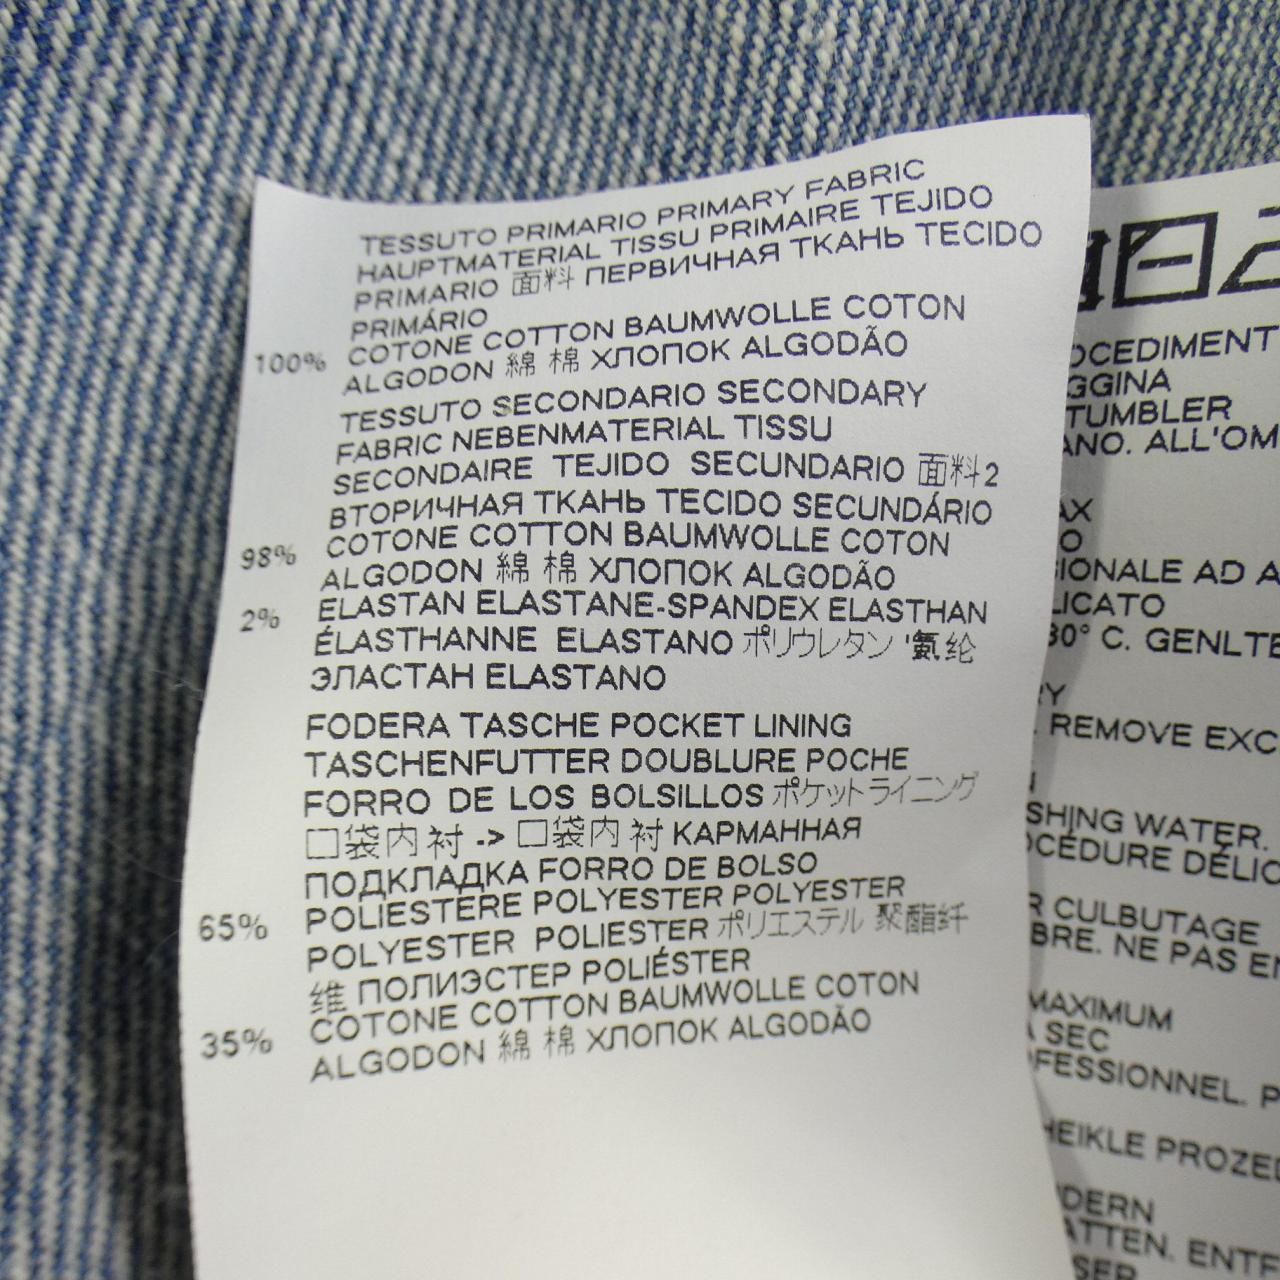 TESSUTO PRIMARIO PRIMARY FABRIC
HAUPTMATERIAL TISSU PRIMAIRE TEJIDO
PRIMARIO 面料 ПЕРВИЧНАЯ ТКАНЬ TECIDO
PRIMÁRIO
100% COTONE COTTON BAUMWOLLE COTON
ALGODON 綿 棉 ХЛОПОК ALGODÃO
TESSUTO SECONDARIO SECONDARY
FABRIC NEBENMATERIAL TISSU
SECONDAIRE TEJIDO SECUNDARIO 面料2
ВТОРИЧНАЯ ТКАНЬ TECIDO SECUNDÁRIO
98% COTONE COTTON BAUMWOLLE COTON
ALGODON 綿 棉 ХЛОПОК ALGODÃO
2% ELASTAN ELASTANE-SPANDEX ELASTHAN
ÉLASTHANNE ELASTANO ポリウレタン '氨纶
ЭЛАСТАН ELASTANO
FODERA TASCHE POCKET LINING
TASCHENFUTTER DOUBLURE POCHE
FORRO DE LOS BOLSILLOS ポケットライニング
口袋内衬 -> 口袋内衬 КАРМАННАЯ
ПОДКЛАДКА FORRO DE BOLSO
65% POLIESTERE POLYESTER POLYESTER
POLYESTER POLIESTER ポリエステル 聚酯纤
维 ПОЛИЭСТЕР POLIÉSTER
35% COTONE COTTON BAUMWOLLE COTON
ALGODON 綿 棉 ХЛОПОК ALGODÃO
OCEDIMENT
GGINA
TUMBLER
ANO. ALL'OM
AX
O
IONALE AD A
LICATO
30° C. GENLTE
RY
REMOVE EXC
N
SHING WATER.
OCÉDURE DÉLIC
R CULBUTAGE
BRE. NE PAS EN
MAXIMUM
A SEC
OFESSIONNEL. P
HEIKLE PROZED
DERN
ATTEN. ENTF
SER